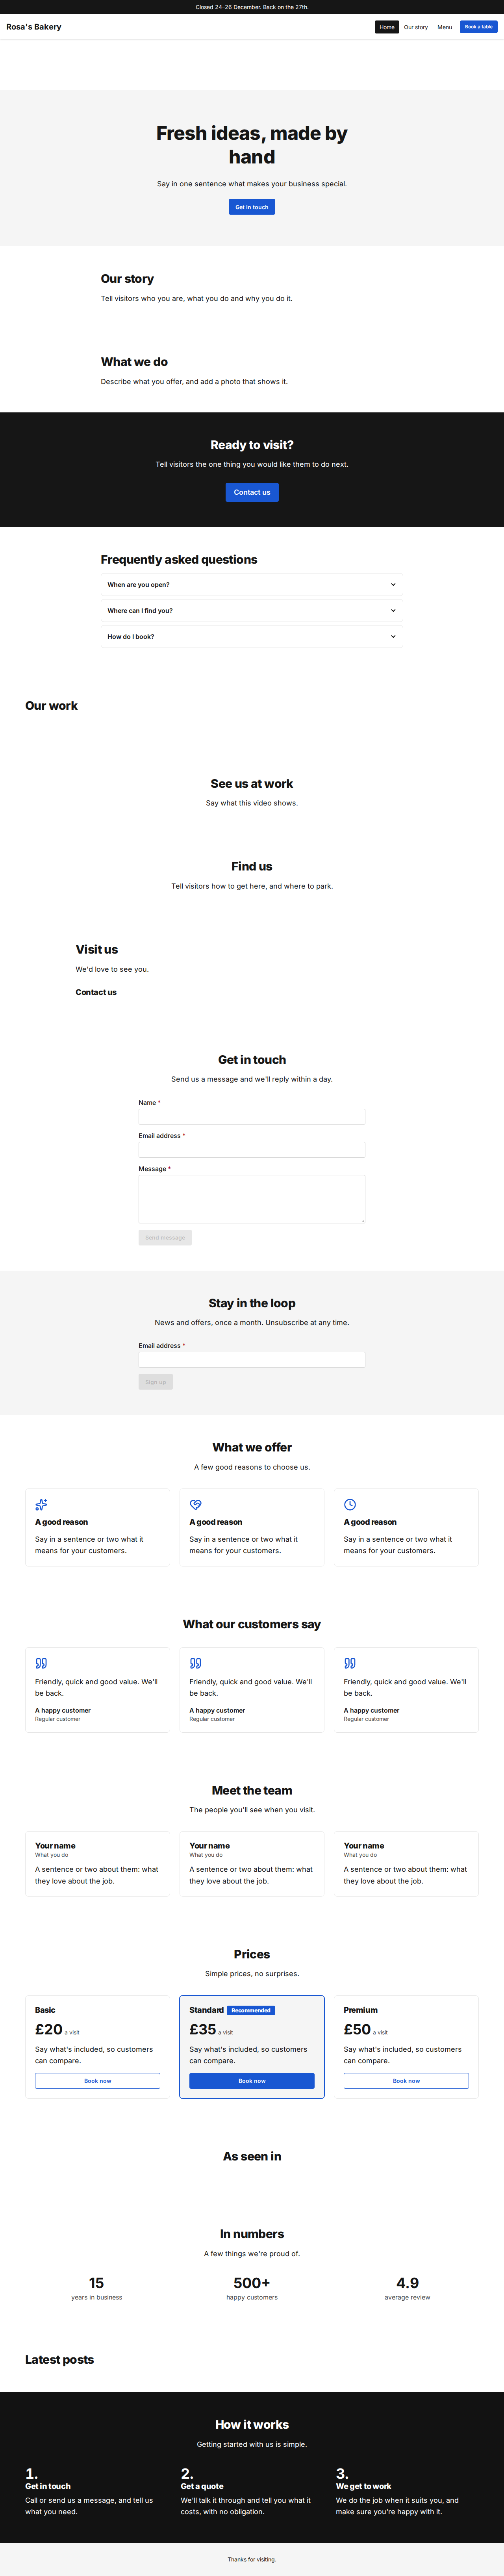 Closed 24–26 December. Back on the 27th.
Rosa's Bakery
Home
Our story
Menu
Book a table
Fresh ideas, made by
hand
Say in one sentence what makes your business special.
Get in touch
Our story
Tell visitors who you are, what you do and why you do it.
What we do
Describe what you offer, and add a photo that shows it.
Ready to visit?
Tell visitors the one thing you would like them to do next.
Contact us
Frequently asked questions
When are you open?
Where can I find you?
How do I book?
Our work
See us at work
Say what this video shows.
Find us
Tell visitors how to get here, and where to park.
Visit us
We'd love to see you.
Contact us
Get in touch
Send us a message and we'll reply within a day.
Name *
Email address *
Message *
Send message
Stay in the loop
News and offers, once a month. Unsubscribe at any time.
Email address *
Sign up
What we offer
A few good reasons to choose us.
A good reason
Say in a sentence or two what it
means for your customers.
A good reason
Say in a sentence or two what it
means for your customers.
A good reason
Say in a sentence or two what it
means for your customers.
What our customers say
Friendly, quick and good value. We'll
be back.
A happy customer
Regular customer
Friendly, quick and good value. We'll
be back.
A happy customer
Regular customer
Friendly, quick and good value. We'll
be back.
A happy customer
Regular customer
Meet the team
The people you'll see when you visit.
Your name
What you do
A sentence or two about them: what
they love about the job.
Your name
What you do
A sentence or two about them: what
they love about the job.
Your name
What you do
A sentence or two about them: what
they love about the job.
Prices
Simple prices, no surprises.
Basic
£20 a visit
Say what's included, so customers
can compare.
Book now
Standard Recommended
£35 a visit
Say what's included, so customers
can compare.
Book now
Premium
£50 a visit
Say what's included, so customers
can compare.
Book now
As seen in
In numbers
A few things we're proud of.
15
years in business
500+
happy customers
4.9
average review
Latest posts
How it works
Getting started with us is simple.
1.
Get in touch
Call or send us a message, and tell us
what you need.
2.
Get a quote
We'll talk it through and tell you what it
costs, with no obligation.
3.
We get to work
We do the job when it suits you, and
make sure you're happy with it.
Thanks for visiting.